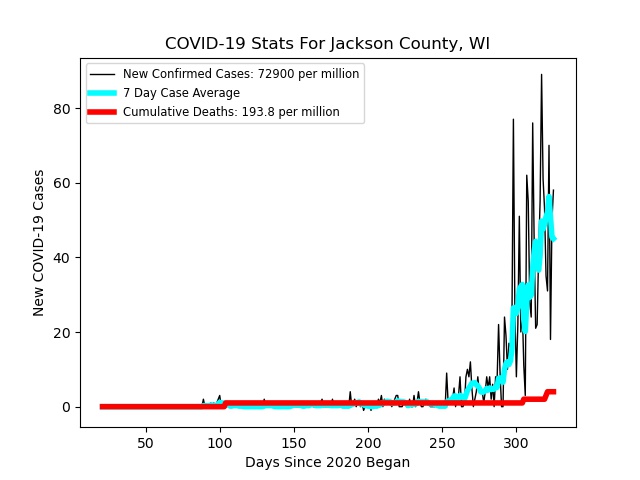 COVID-19 Stats For Jackson County, WI
New Confirmed Cases: 72900 per million
7 Day Case Average
Cumulative Deaths: 193.8 per million
New COVID-19 Cases
80
60
40
20
0
50 100 150 200 250 300
Days Since 2020 Began